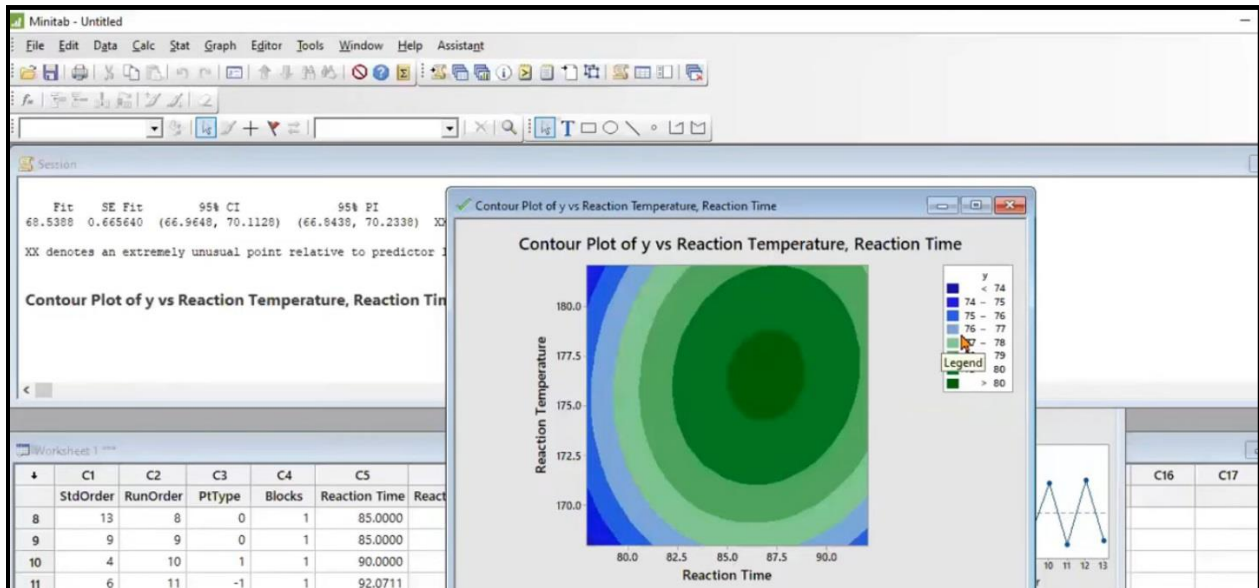 Minitab - Untitled
File Edit Data Calc Stat Graph Editor Tools Window Help Assistant
Session
Fit SE Fit 95% CI 95% PI
68.5388 0.665640 (66.9648, 70.1128) (66.8438, 70.2338)
XX denotes an extremely unusual point relative to predictor
Contour Plot of y vs Reaction Temperature, Reaction Tim
Contour Plot of y vs Reaction Temperature, Reaction Time
Contour Plot of y vs Reaction Temperature, Reaction Time
y
< 74
74 – 75
75 – 76
76 – 77
– 78
79
80
> 80
Legend
180.0
177.5
175.0
172.5
170.0
Reaction Temperature
80.0 82.5 85.0 87.5 90.0
Reaction Time
Worksheet 1 ***
C1 C2 C3 C4 C5
StdOrder RunOrder PtType Blocks Reaction Time React
8 13 8 0 1 85.0000
9 9 9 0 1 85.0000
10 4 10 1 1 90.0000
11 6 11 -1 1 92.0711
10 11 12 13
C16 C17